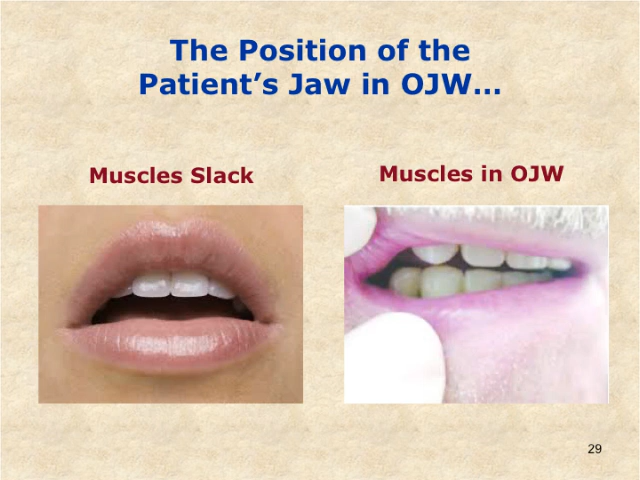 The Position of the
Patient’s Jaw in OJW…
Muscles Slack
Muscles in OJW
29